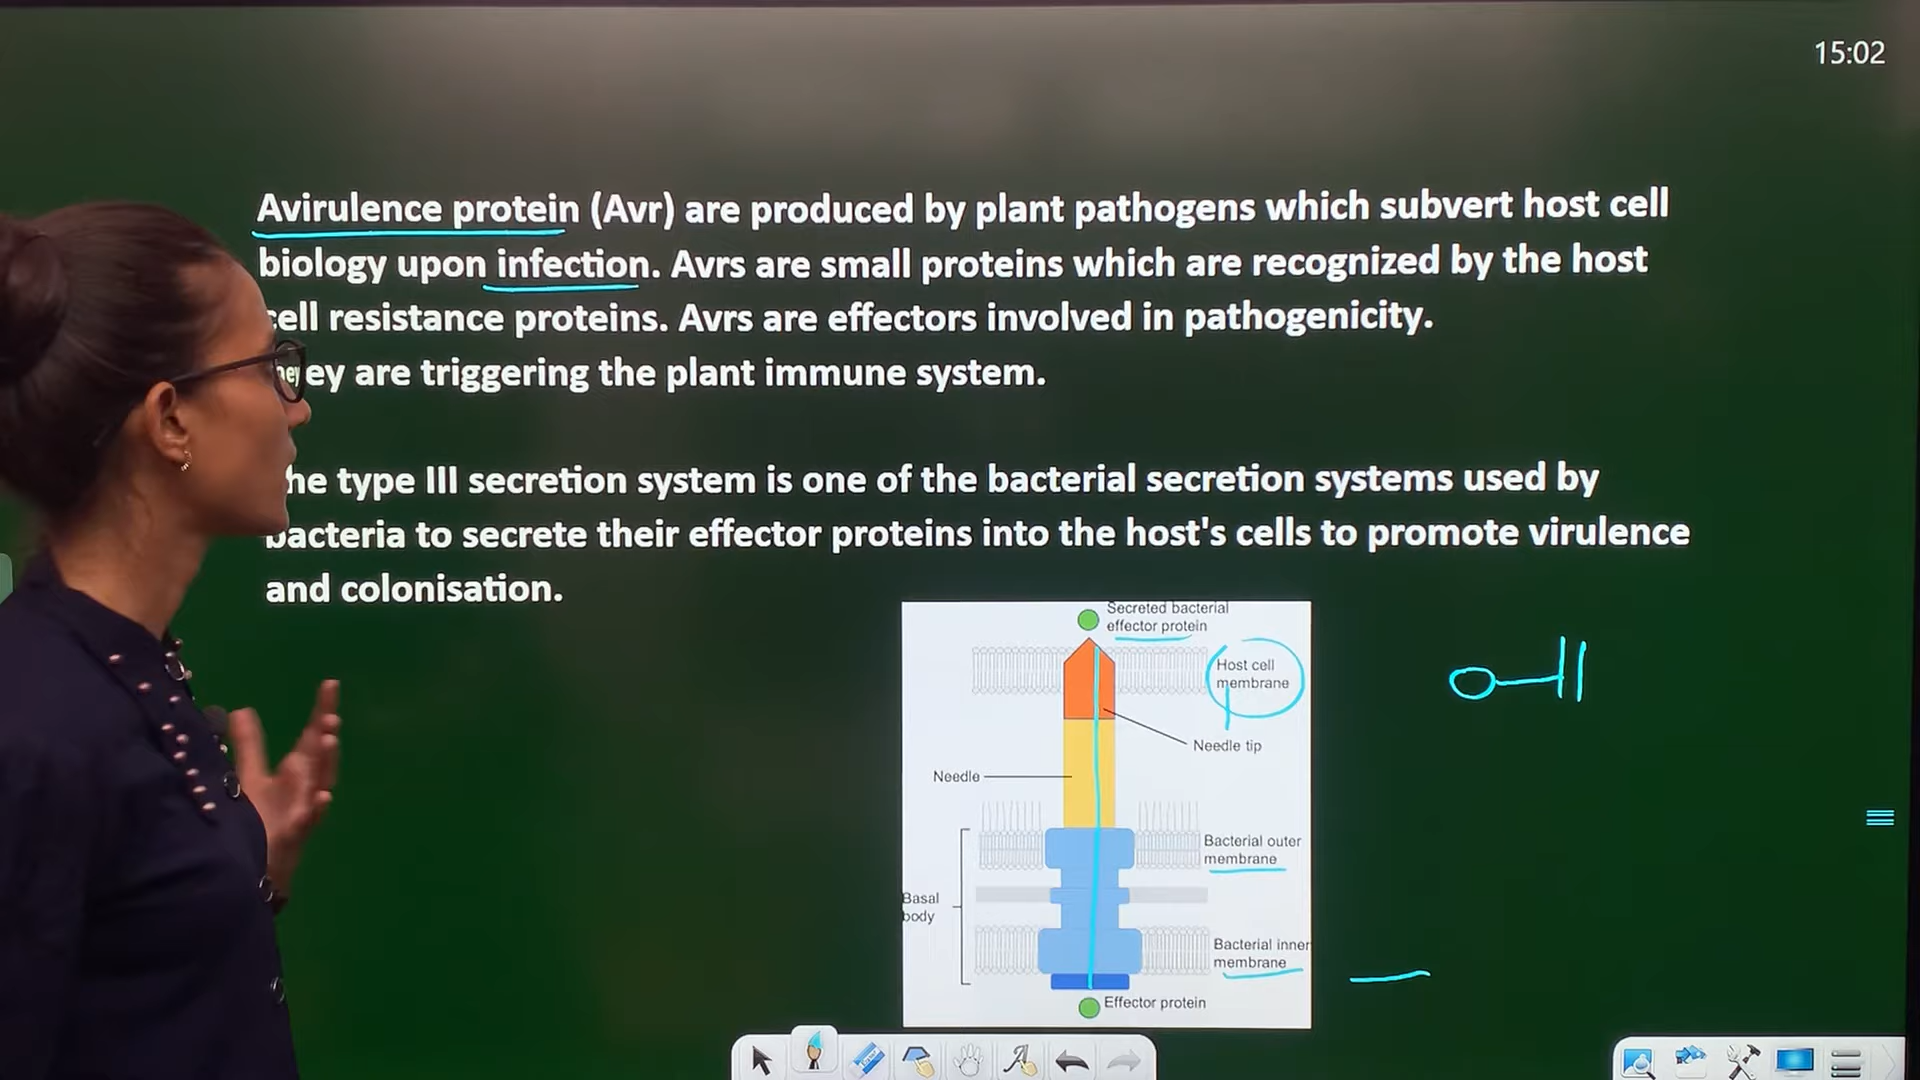 15:02
Avirulence protein (Avr) are produced by plant pathogens which subvert host cell
biology upon infection. Avrs are small proteins which are recognized by the host
cell resistance proteins. Avrs are effectors involved in pathogenicity.
hey ey are triggering the plant immune system.
he type III secretion system is one of the bacterial secretion systems used by
bacteria to secrete their effector proteins into the host's cells to promote virulence
and colonisation.
Secreted bacterial
effector protein
Host cell
membrane
Needle tip
Needle
Bacterial outer
membrane
Basal
body
Bacterial inner
membrane
Effector protein